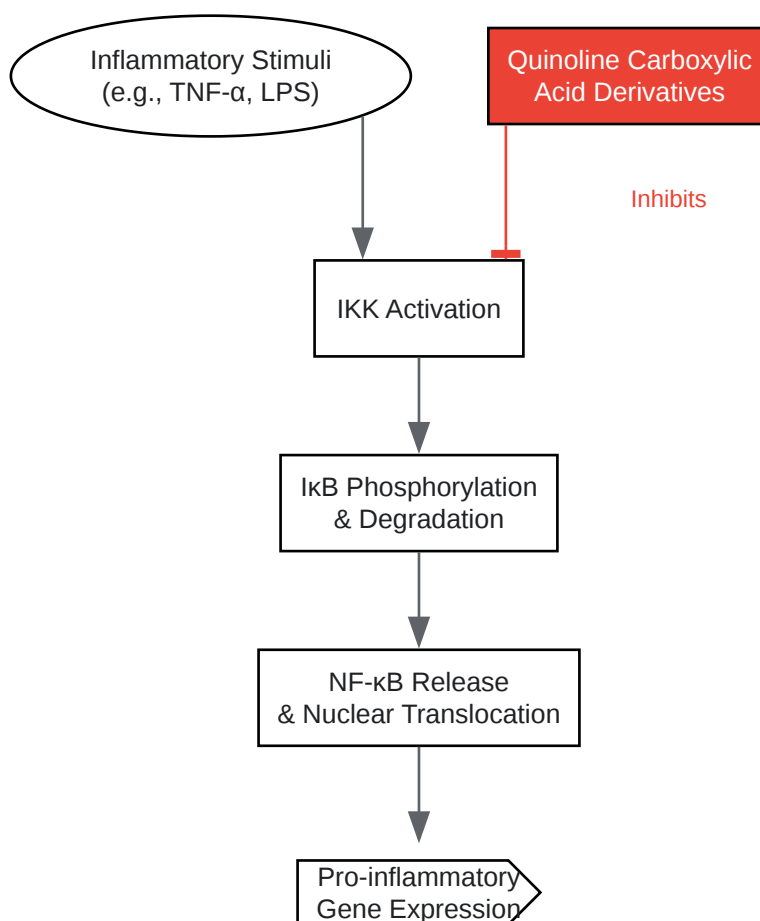 Inflammatory Stimuli
(e.g., TNF-α, LPS)
Quinoline Carboxylic
Acid Derivatives
Inhibits
IKK Activation
IκB Phosphorylation
& Degradation
NF-κB Release
& Nuclear Translocation
Pro-inflammatory
Gene Expression